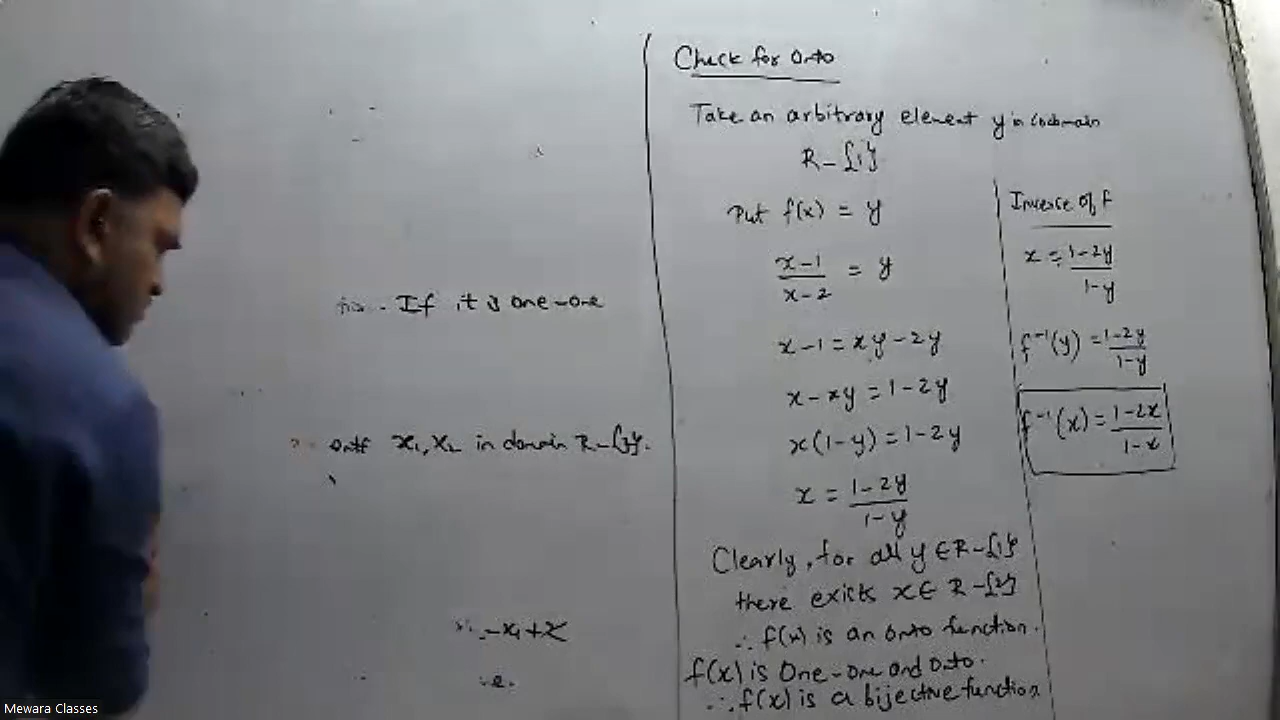 If it is one-one
x₁, x₂ in domain R-{2}.
-x₁+x
Check for Onto
Take an arbitrary element y in Codomain
R-{1}
Put f(x) = y
x-1/x-2 = y
x-1 = xy-2y
x-xy = 1-2y
x(1-y) = 1-2y
x = 1-2y/1-y
Clearly, for all y ∈ R-{1}
there exists x ∈ R-{2}
∴ f(x) is an onto function.
f(x) is One-one and Onto.
∴ f(x) is a bijective function
Inverse of f
x = 1-2y/1-y
f⁻¹(y) = 1-2y/1-y
f⁻¹(x) = 1-2x/1-x
Mewara Classes